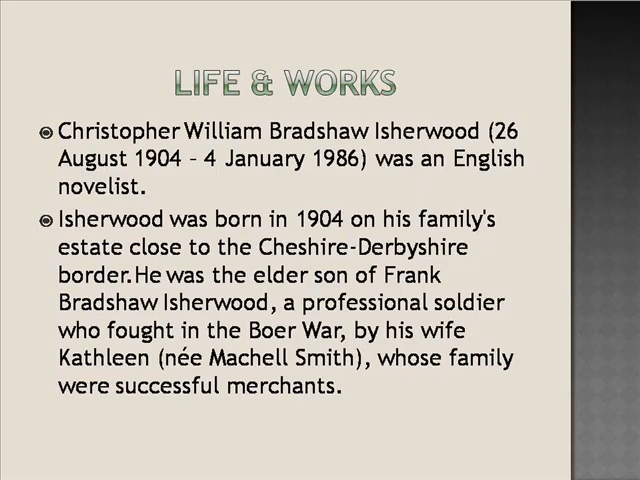 LIFE & WORKS
Christopher William Bradshaw Isherwood (26
August 1904 – 4 January 1986) was an English
novelist.
Isherwood was born in 1904 on his family's
estate close to the Cheshire-Derbyshire
border.He was the elder son of Frank
Bradshaw Isherwood, a professional soldier
who fought in the Boer War, by his wife
Kathleen (née Machell Smith), whose family
were successful merchants.